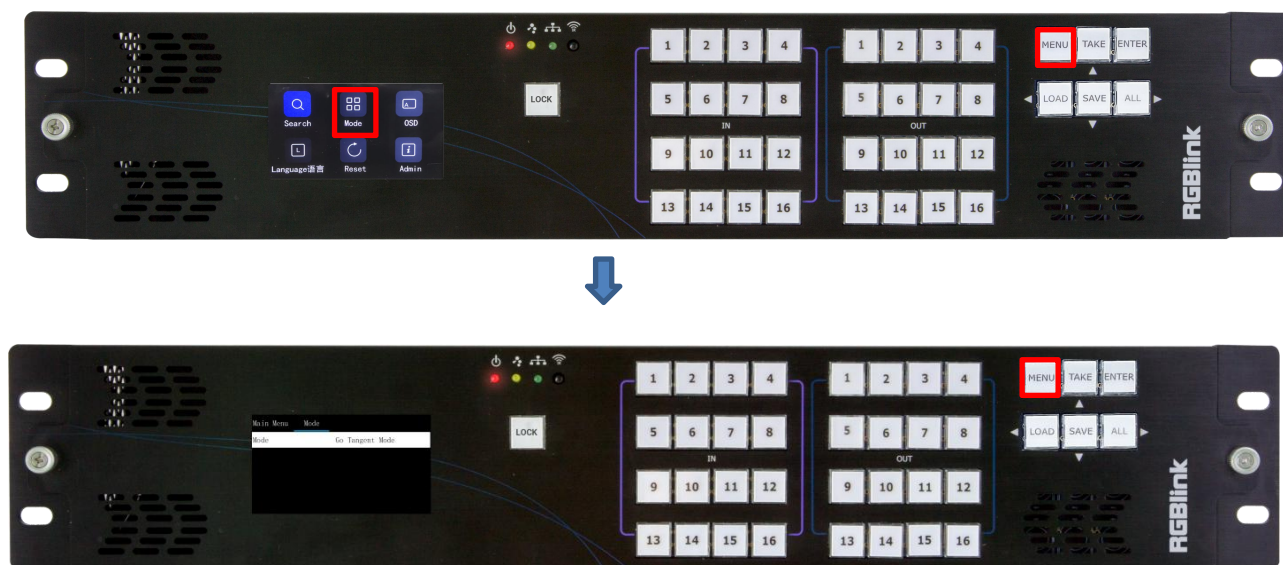 1 2 3 4
1 2 3 4
MENU TAKE ENTER
Search Mode OSD
LOCK
5 6 7 8
5 6 7 8
LOAD SAVE ALL
IN
OUT
Language语言 Reset Admin
9 10 11 12
9 10 11 12
13 14 15 16
13 14 15 16
RGBlink
1 2 3 4
1 2 3 4
MENU TAKE ENTER
Main Menu Mode
Mode Go Tangent Mode
LOCK
5 6 7 8
5 6 7 8
LOAD SAVE ALL
IN
OUT
9 10 11 12
9 10 11 12
13 14 15 16
13 14 15 16
RGBlink